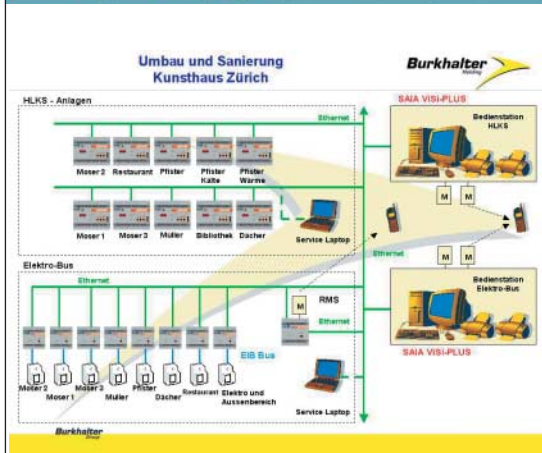 Umbau und Sanierung
Kunsthaus Zürich
Burkhalter
Holding
HLKS - Anlagen
Ethernet
Moser 2
Restaurant
Pfister
Pfister Kälte
Pfister Wärme
Moser 1
Moser 3
Müller
Bibliothek
Dächer
Service Laptop
SAIA VISI-PLUS
Bedienstation
HLKS
M
M
Ethernet
M
M
Bedienstation
Elektro-Bus
SAIA VISI-PLUS
Elektro-Bus
Ethernet
M
RMS
Ethernet
EIB Bus
Moser 2
Moser 1
Moser 3
Müller
Pfister
Dächer
Restaurant
Elektro und
Aussenbereich
Service Laptop
Burkhalter
Group